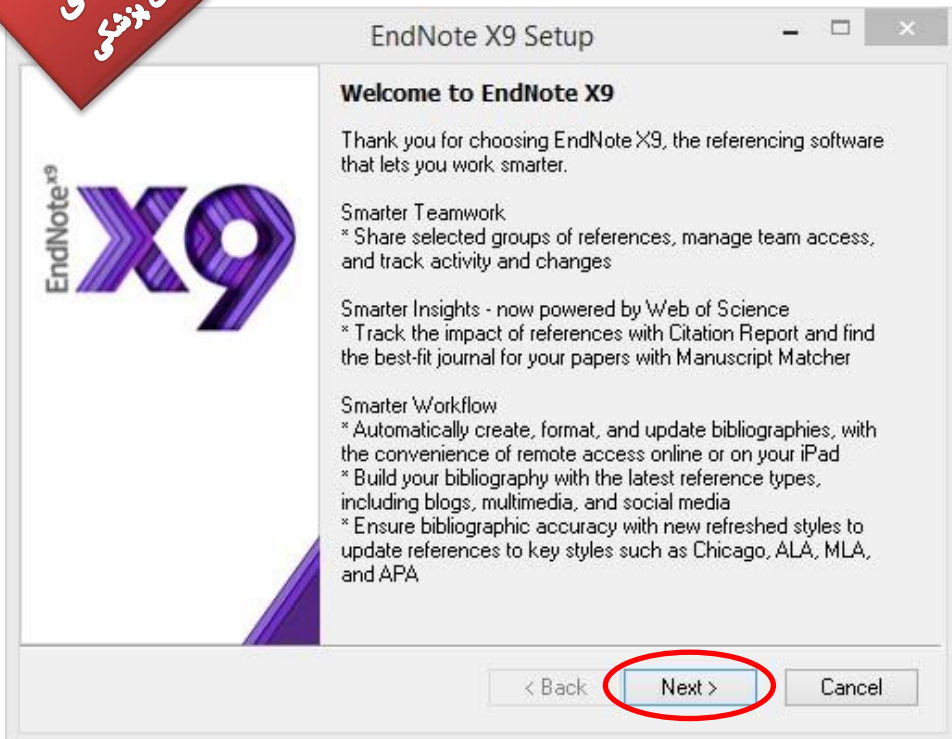 پزشکی
EndNote X9 Setup
EndNote X9
X9
Welcome to EndNote X9
Thank you for choosing EndNote X9, the referencing software
that lets you work smarter.
Smarter Teamwork
* Share selected groups of references, manage team access,
and track activity and changes
Smarter Insights - now powered by Web of Science
* Track the impact of references with Citation Report and find
the best-fit journal for your papers with Manuscript Matcher
Smarter Workflow
* Automatically create, format, and update bibliographies, with
the convenience of remote access online or on your iPad
* Build your bibliography with the latest reference types,
including blogs, multimedia, and social media
* Ensure bibliographic accuracy with new refreshed styles to
update references to key styles such as Chicago, ALA, MLA,
and APA
< Back
Next >
Cancel